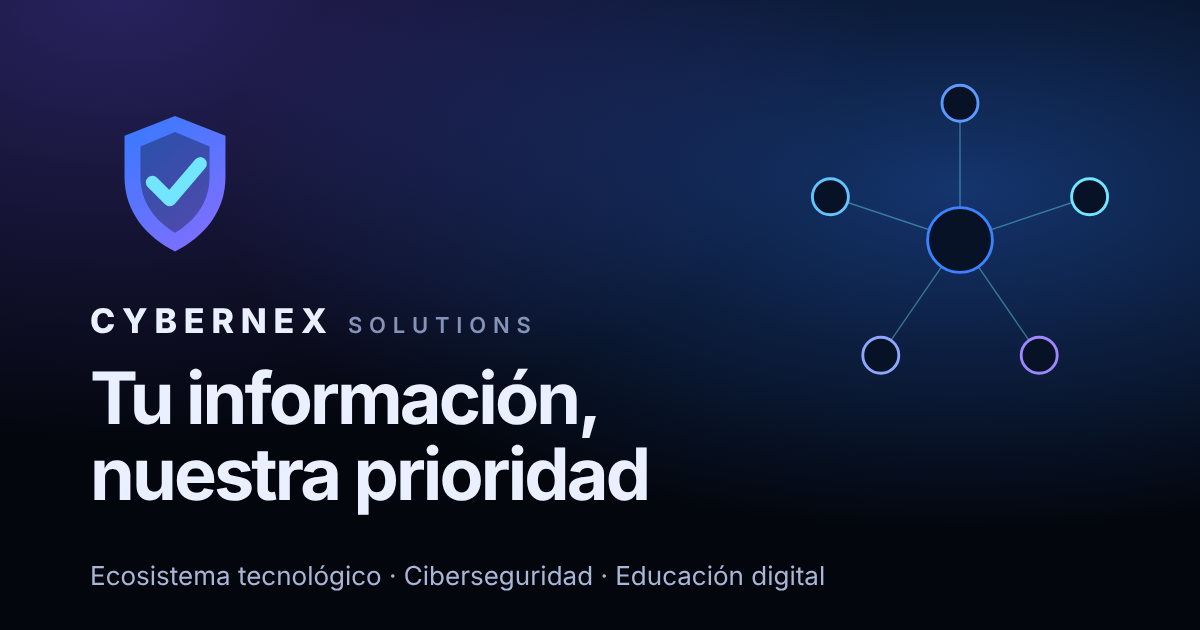 CYBERNEX SOLUTIONS
Tu información,
nuestra prioridad
Ecosistema tecnológico · Ciberseguridad · Educación digital